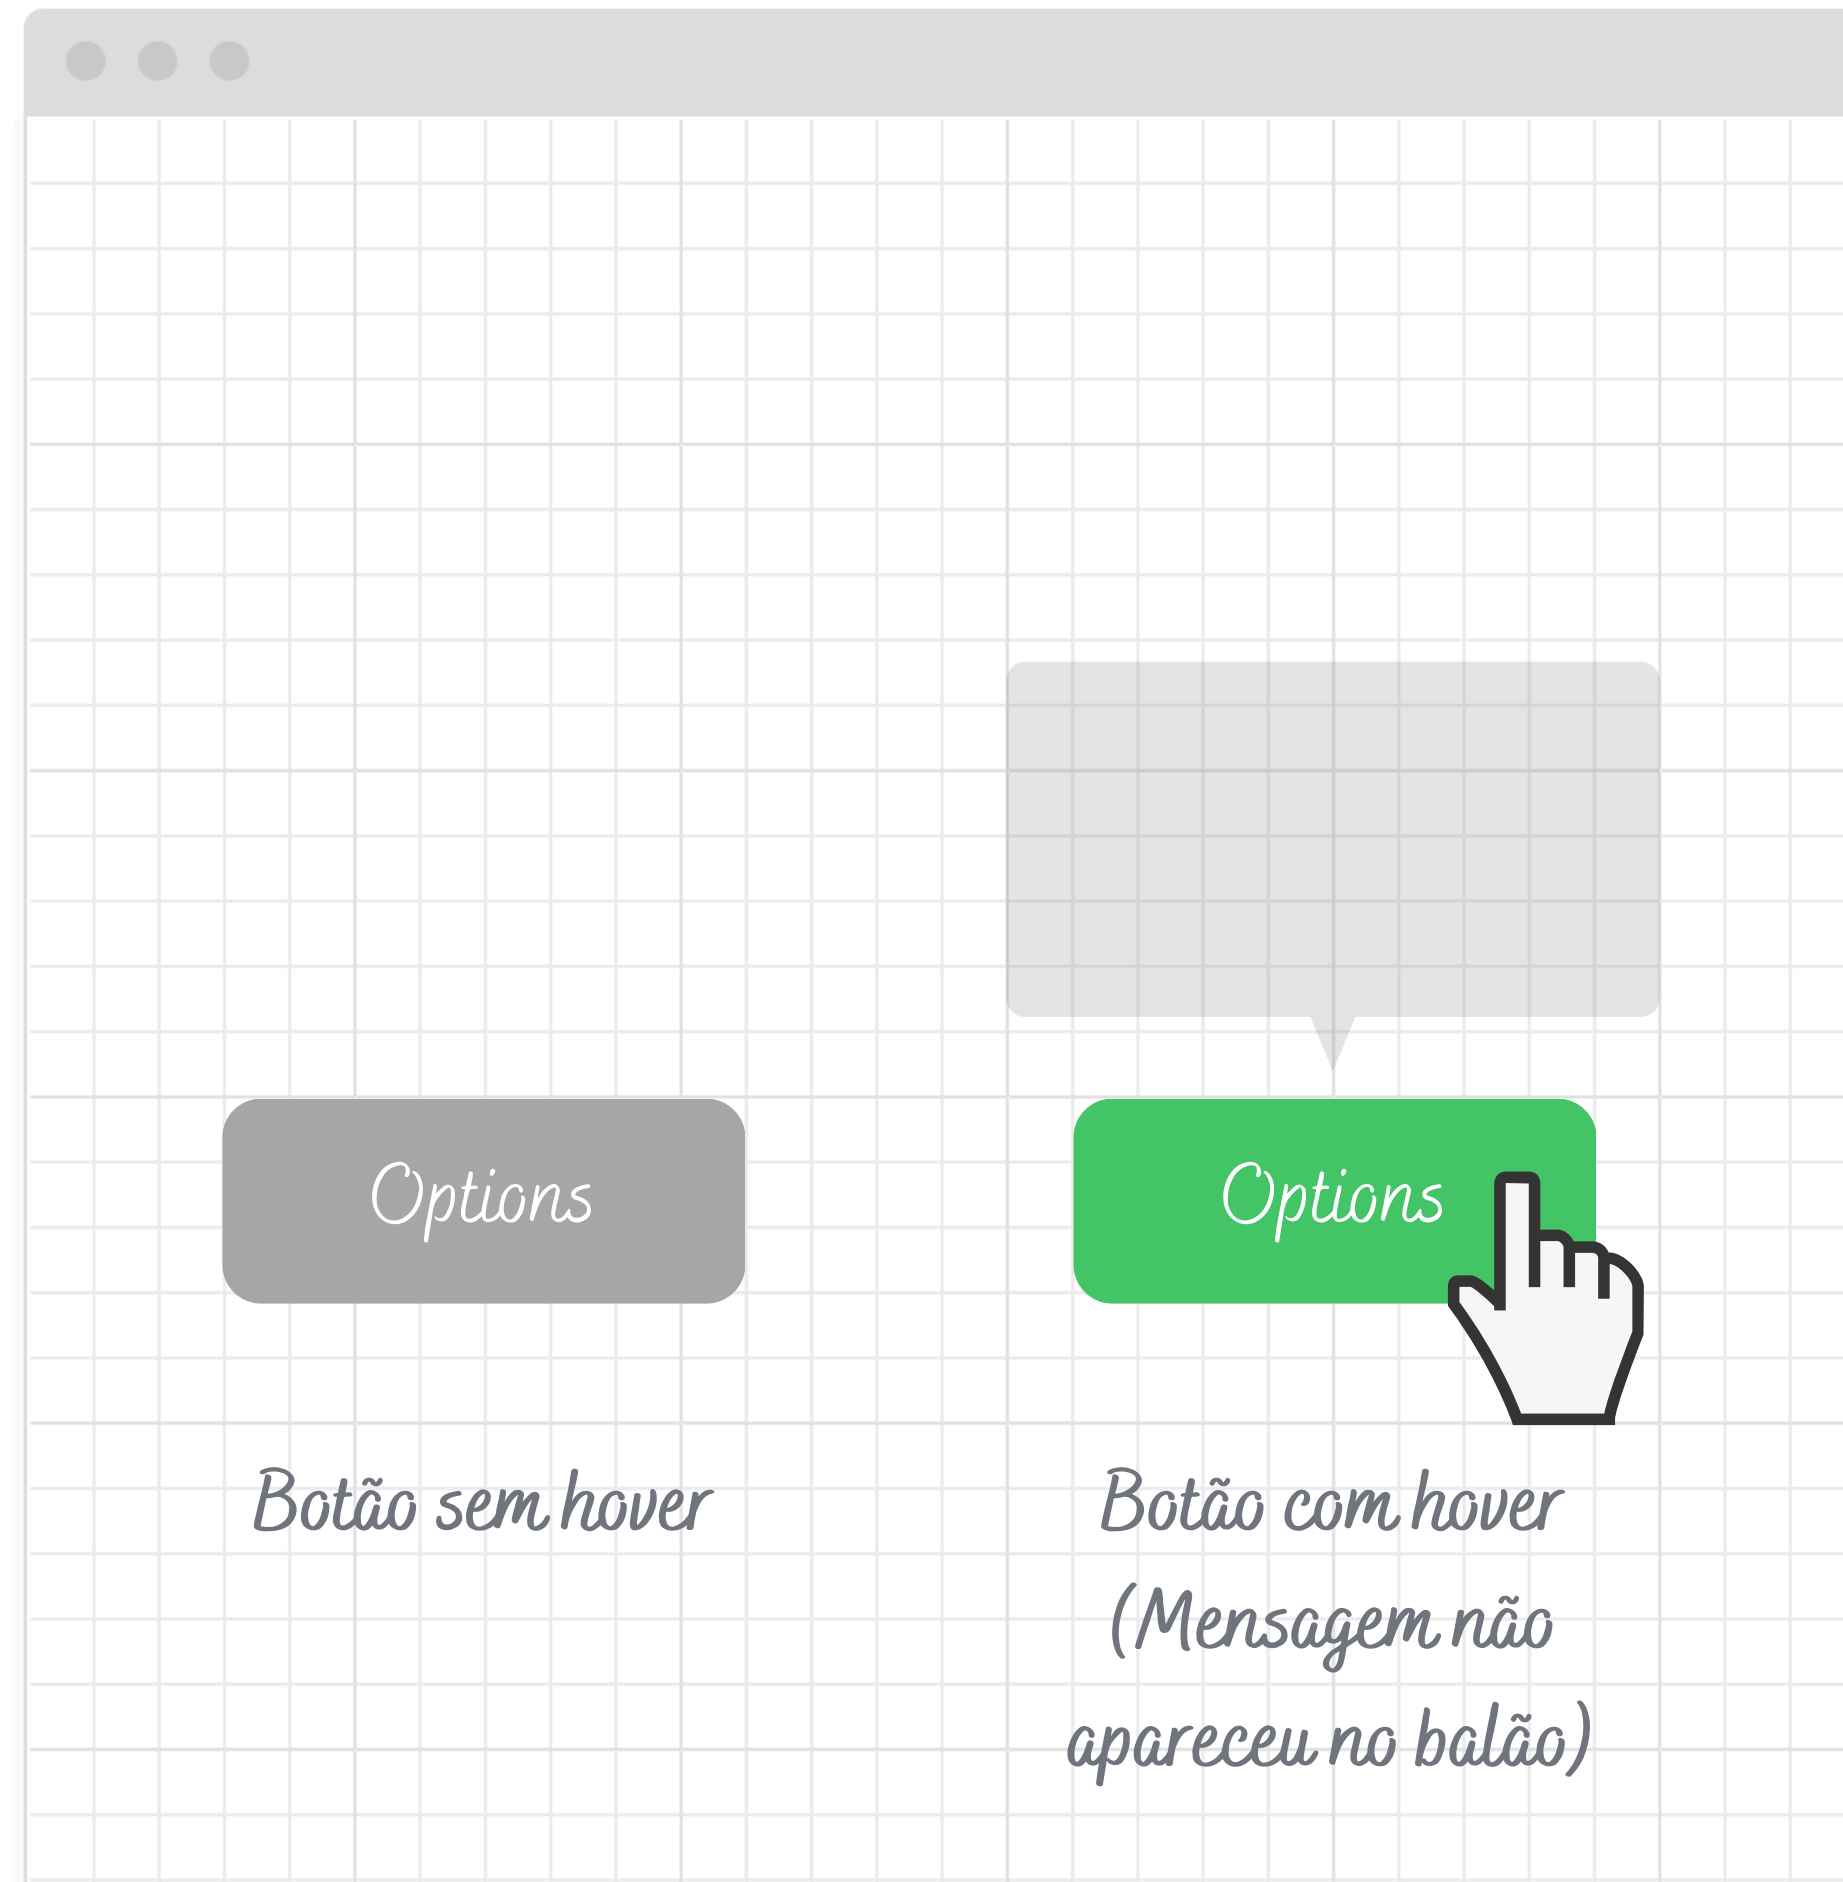 Options
Options
Botão sem hover
Botão com hover
(Mensagem não
apareceu no balão)